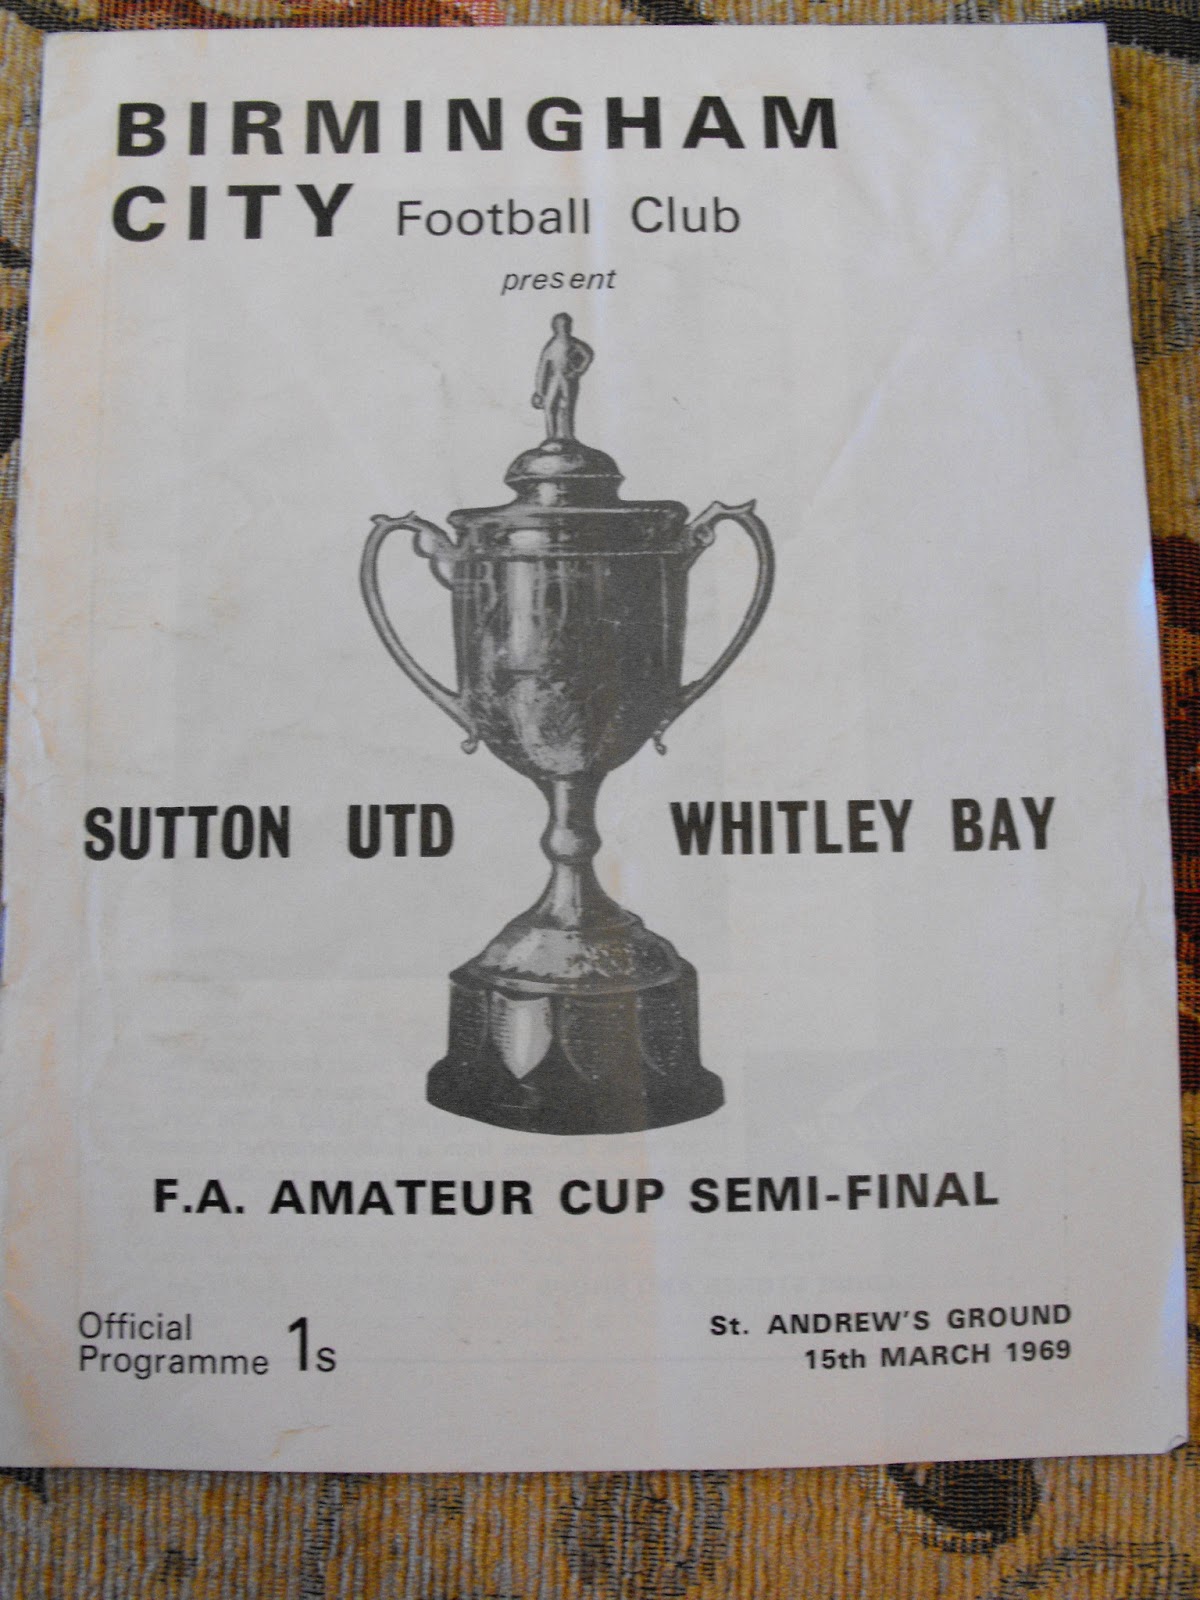 BIRMINGHAM
CITY Football Club
present
SUTTON UTD WHITLEY BAY
F.A. AMATEUR CUP SEMI-FINAL
Official
Programme 1s
St. ANDREW'S GROUND
15th MARCH 1969